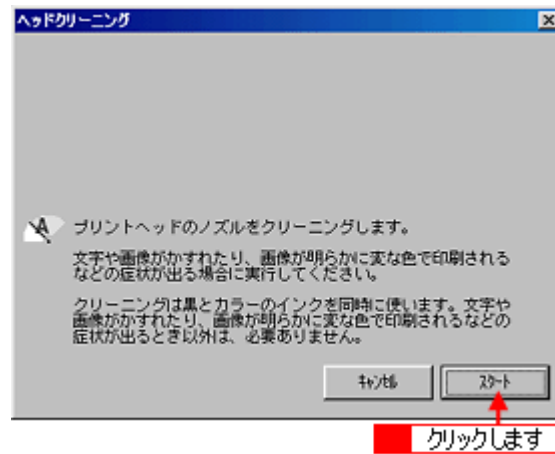 ヘッドクリーニング
プリントヘッドのノズルをクリーニングします。
文字や画像がかすれたり、画像が明らかに変な色で印刷される
などの症状が出る場合に実行してください。
クリーニングは黒とカラーのインクを同時に使います。文字や
画像がかすれたり、画像が明らかに変な色で印刷されるなどの
症状が出るとき以外は、必要ありません。
キャンセル
スタート
クリックします